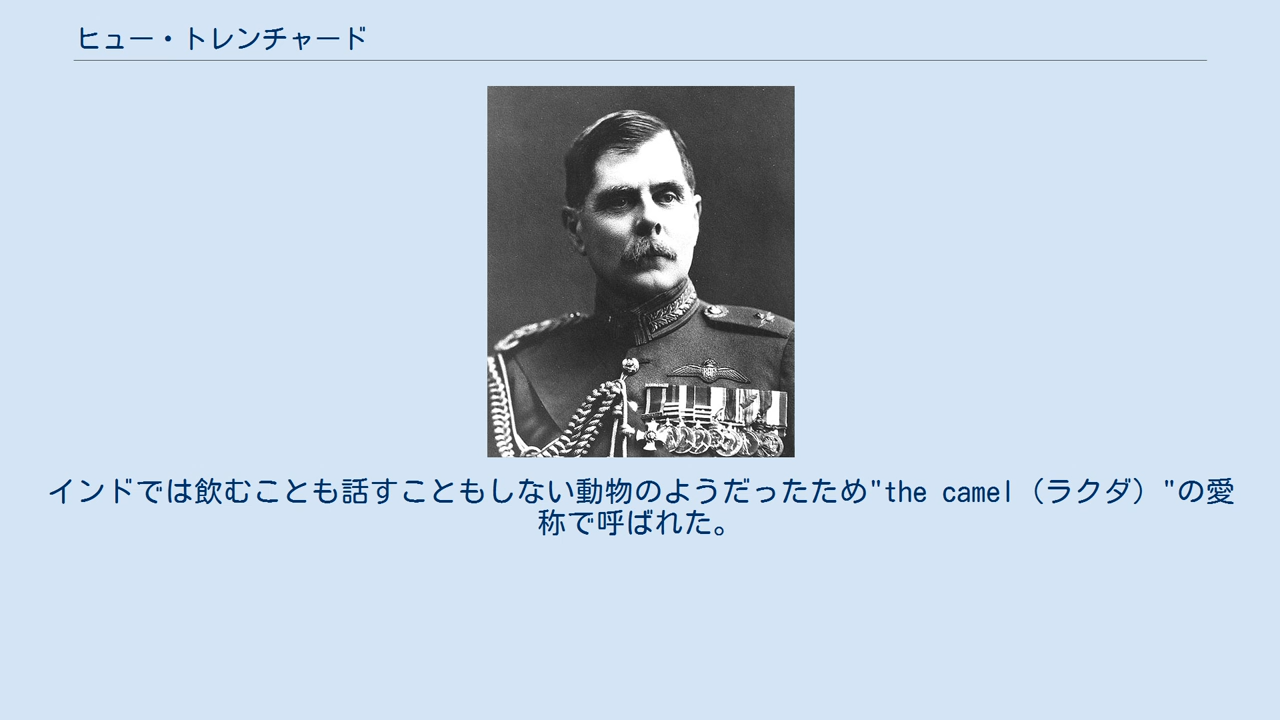 ヒュー・トレンチャード
インドでは飲むことも話すこともしない動物のようだったため"the camel（ラクダ）"の愛
称で呼ばれた。